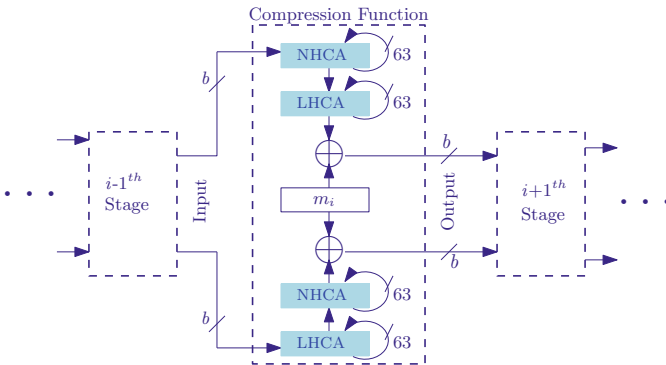 Compression Function
NHCA
63
b
LHCA
63
b
i-1th
Stage
Input
mi
Output
i+1th
Stage
. . .
. . .
b
NHCA
63
b
LHCA
63